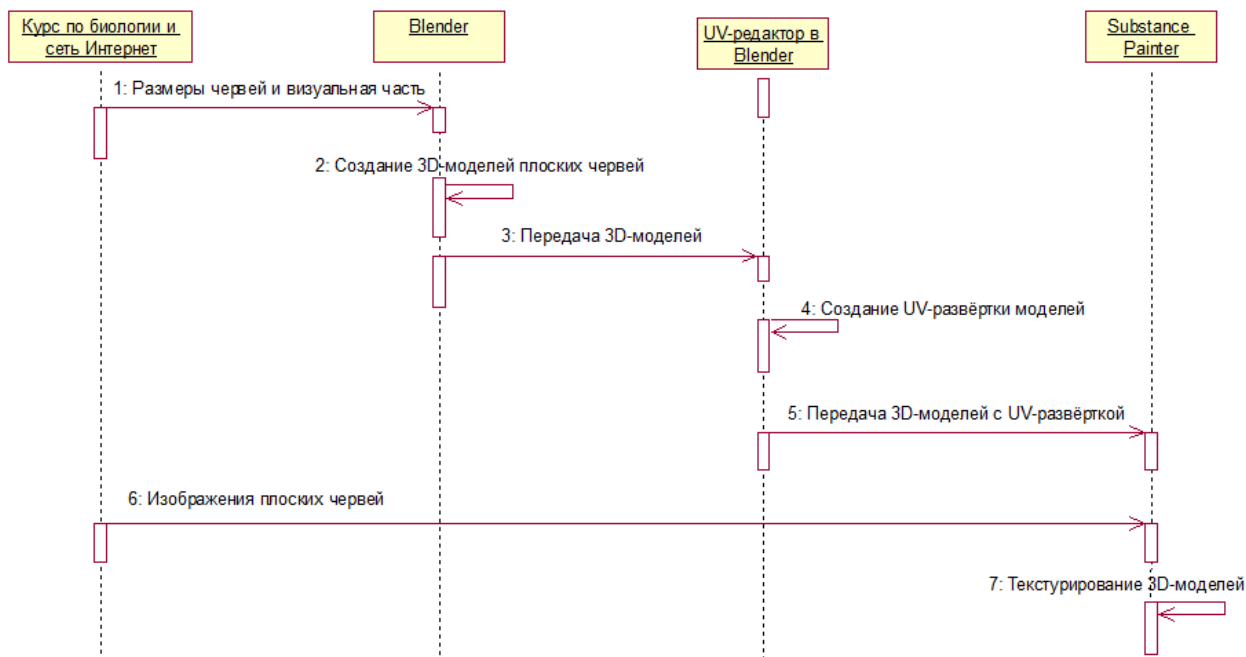 Курс по биологии и
сеть Интернет
Blender
UV-редактор в
Blender
Substance
Painter
1: Размеры червей и визуальная часть
2: Создание 3D-моделей плоских червей
3: Передача 3D-моделей
4: Создание UV-развёртки моделей
5: Передача 3D-моделей с UV-развёрткой
6: Изображения плоских червей
7: Текстурирование 3D-моделей